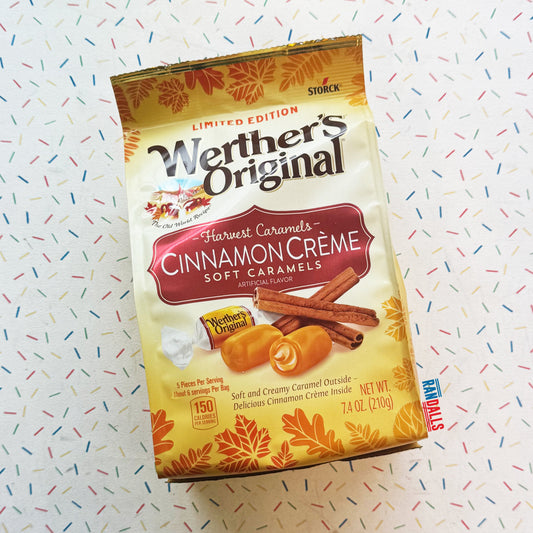 STORCK
LIMITED EDITION
Werther's
Original
The Old World Recipe
Harvest Caramels
CINNAMON CRÈME
SOFT CARAMELS
ARTIFICIAL FLAVOR
Werther's
Original
5 Pieces Per Serving
About 6 servings Per Bag
150
CALORIES
PER SERVING
Soft and Creamy Caramel Outside -
Delicious Cinnamon Crème Inside
NET WT.
7.4 OZ. (210g)
RANDALLS